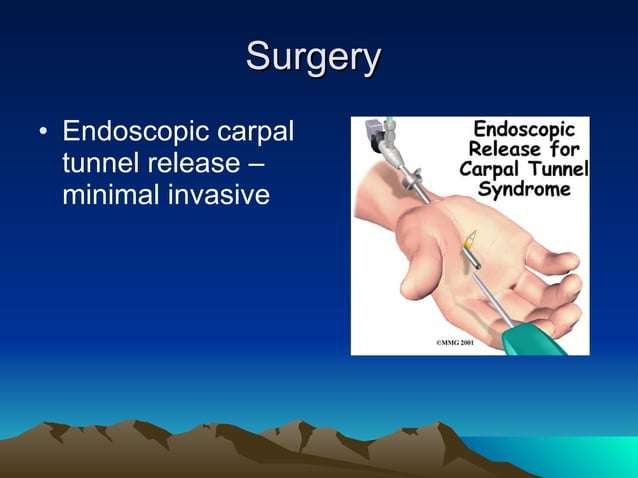 Surgery
• Endoscopic carpal
tunnel release –
minimal invasive
Endoscopic
Release for
Carpal Tunnel
Syndrome
©MMG 2001